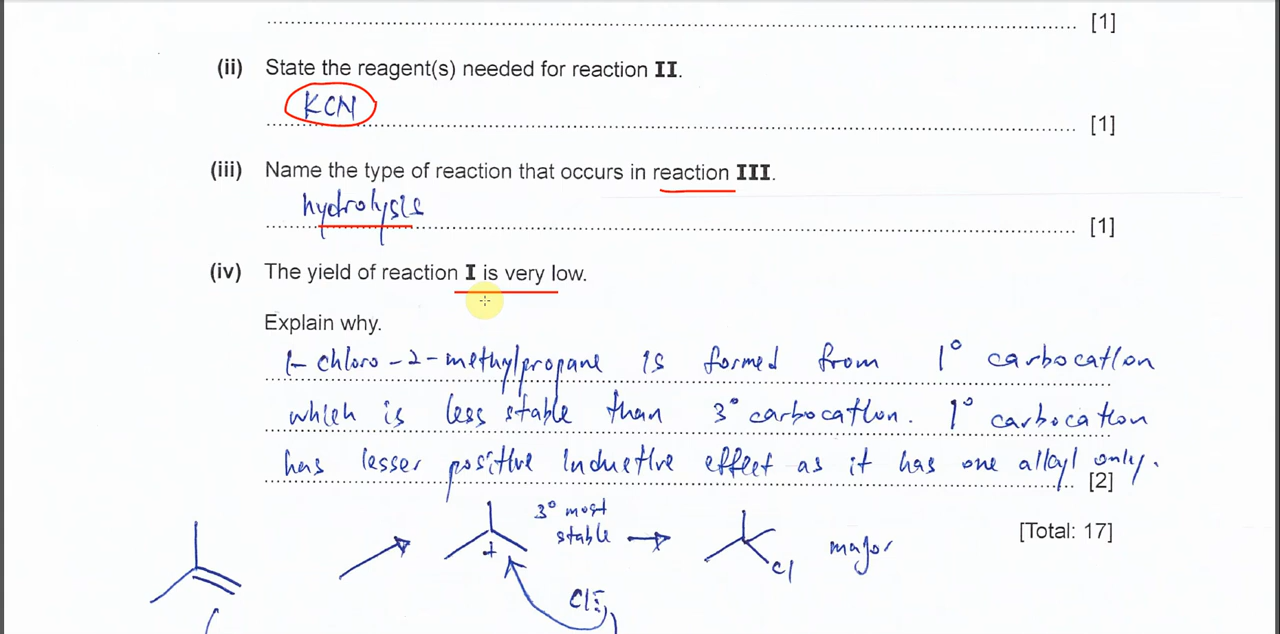 [1]
(ii) State the reagent(s) needed for reaction II.
KCN
[1]
(iii) Name the type of reaction that occurs in reaction III.
hydrolysis
[1]
(iv) The yield of reaction I is very low.
Explain why.
1-chloro-2-methylpropane is formed from 1° carbocation
which is less stable than 3° carbocation. 1° carbocation
has lesser positive inductive effect as it has one alkyl only.
[2]
3° most
stable
[Total: 17]
+
Cl
major
Cl: